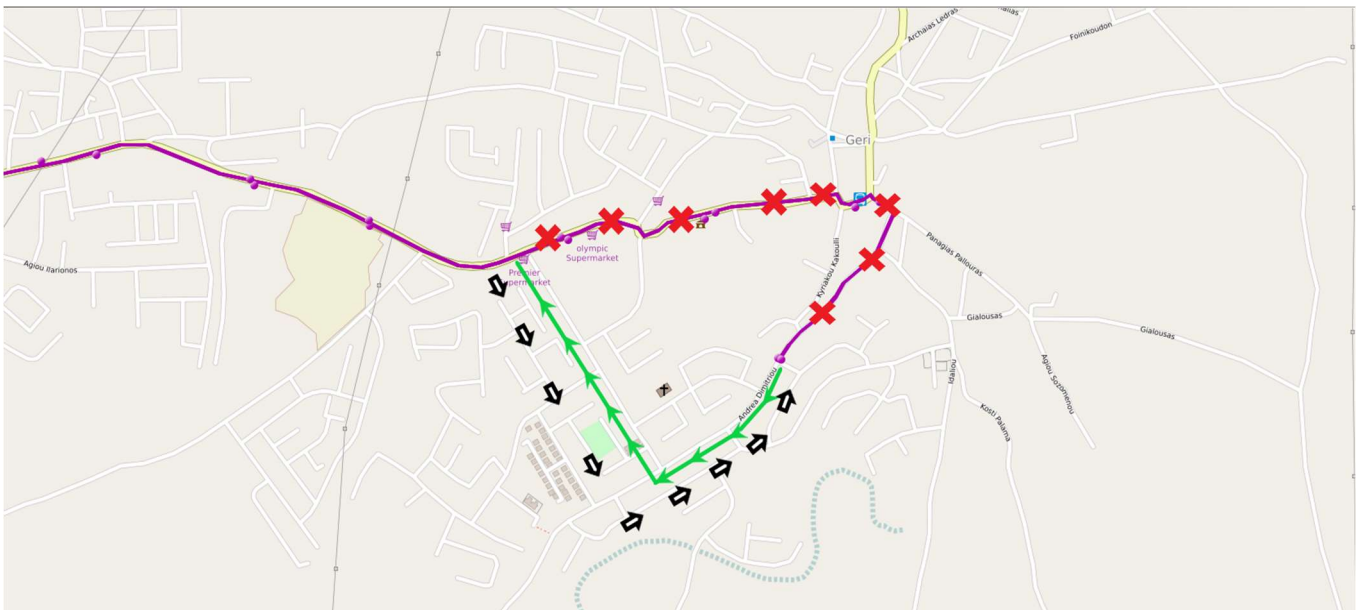 Archaias Ledras
Foinikoudon
Geri
olympic
Supermarket
Premier
Kyriakou Kakoulli
Panagias Pallouras
Agiou Ilarionos
Gialousas
Gialousas
Idaliou
Agiou Sozomenou
Andrea Dimitriou
Kosti Palama